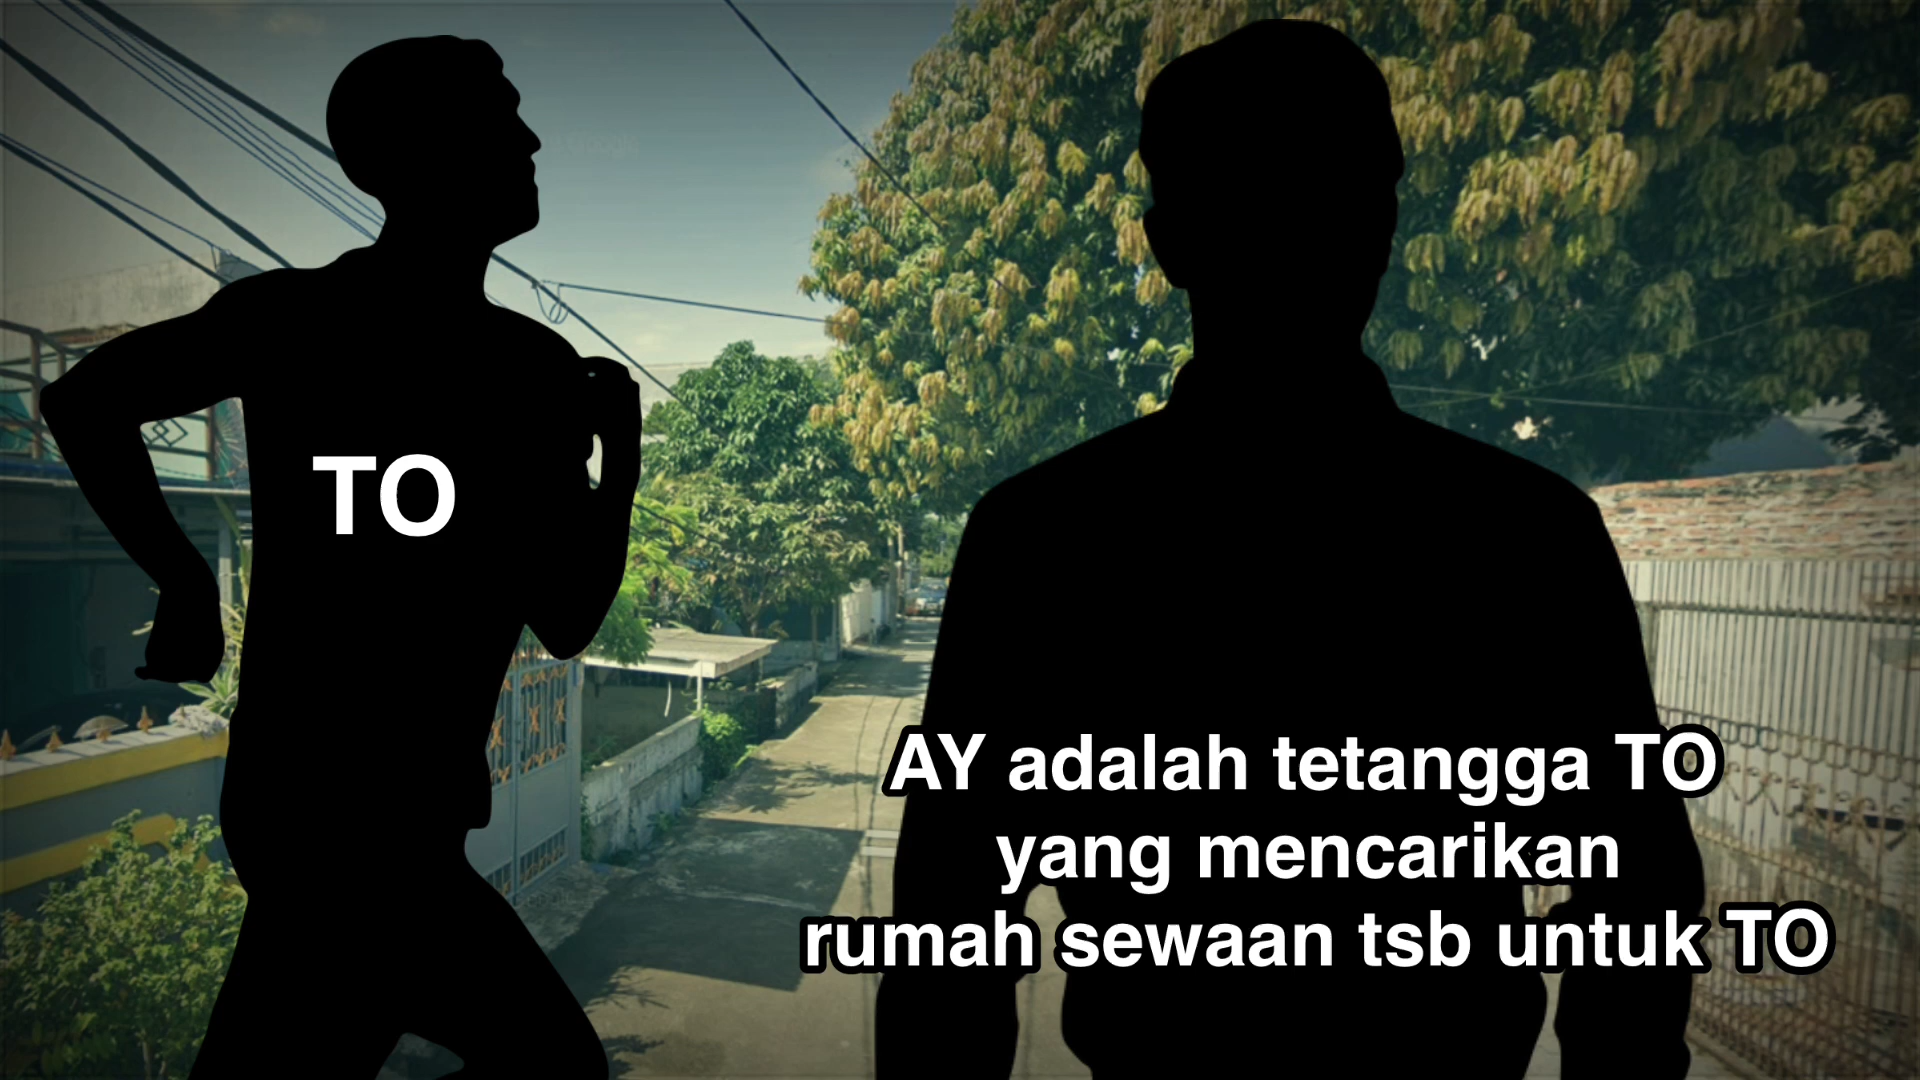 TO
AY adalah tetangga TO
yang mencarikan
rumah sewaan tsb untuk TO